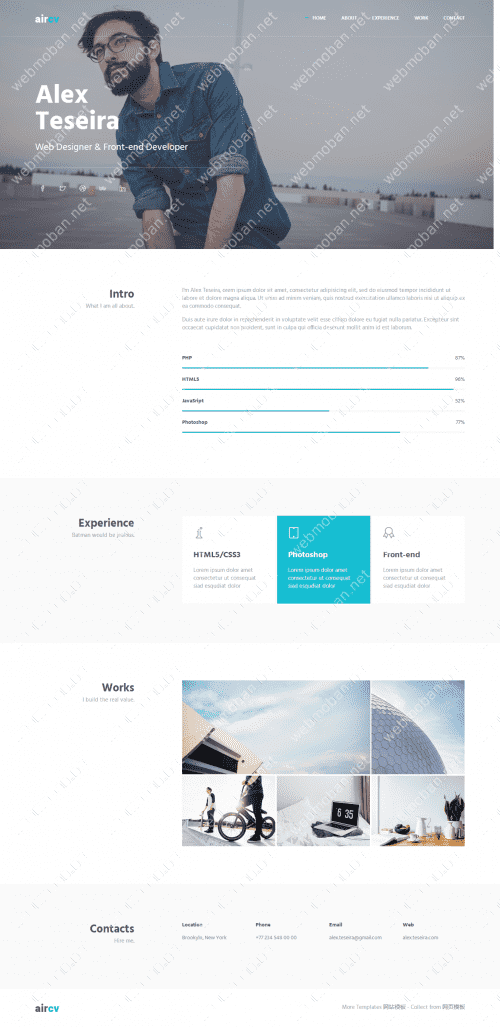 aircv
HOME ABOUT EXPERIENCE WORK CONTACT
Alex
Teseira
Web Designer & Front-end Developer
Intro
What I am all about.
I'm Alex Teseira, lorem ipsum dolor sit amet, consectetur adipisicing elit, sed do eiusmod tempor incididunt ut
labore et dolore magna aliqua. Ut enim ad minim veniam, quis nostrud exercitation ullamco laboris nisi ut aliquip ex
ea commodo consequat.
Duis aute irure dolor in reprehenderit in voluptate velit esse cillum dolore eu fugiat nulla pariatur. Excepteur sint
occaecat cupidatat non proident, sunt in culpa qui officia deserunt mollit anim id est laborum.
PHP 87%
HTML5 96%
JavaSript 52%
Photoshop 77%
Experience
Batman would be jealous.
HTML5/CSS3
Lorem ipsum dolor amet
consectetur ut consequat
siad esqudiat dolor
Photoshop
Lorem ipsum dolor amet
consectetur ut consequat
siad esqudiat dolor
Front-end
Lorem ipsum dolor amet
consectetur ut consequat
siad esqudiat dolor
Works
I build the real value.
6 35
Contacts
Hire me.
Location
Brookyln, New York
Phone
+77 234 540 00 00
Email
alex.teseira@gmail.com
Web
alex.teseira.com
aircv
More Templates 网站模板 - Collect from 网页模板
webmoban.net